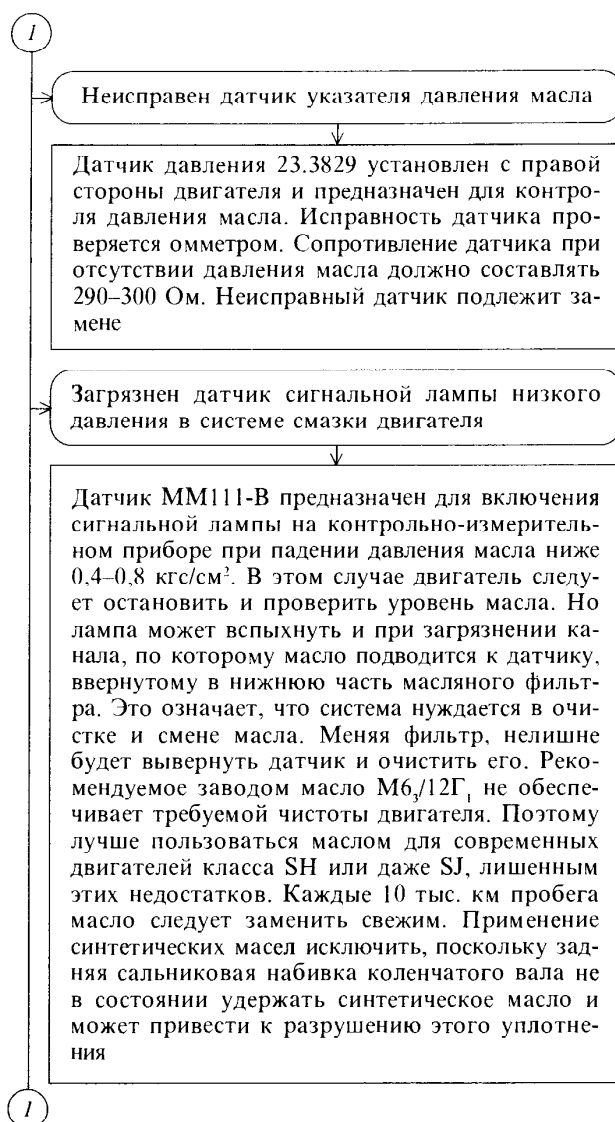 1
Неисправен датчик указателя давления масла
Датчик давления 23.3829 установлен с правой
стороны двигателя и предназначен для контро-
ля давления масла. Исправность датчика про-
веряется омметром. Сопротивление датчика при
отсутствии давления масла должно составлять
290–300 Ом. Неисправный датчик подлежит за-
мене
Загрязнен датчик сигнальной лампы низкого
давления в системе смазки двигателя
Датчик ММ111-В предназначен для включения
сигнальной лампы на контрольно-измеритель-
ном приборе при падении давления масла ниже
0,4–0,8 кгс/см². В этом случае двигатель следу-
ет остановить и проверить уровень масла. Но
лампа может вспыхнуть и при загрязнении ка-
нала, по которому масло подводится к датчику,
ввернутому в нижнюю часть масляного фильт-
ра. Это означает, что система нуждается в очи-
стке и смене масла. Меняя фильтр, нелишне
будет вывернуть датчик и очистить его. Реко-
мендуемое заводом масло М6₃/12Г₁ не обеспе-
чивает требуемой чистоты двигателя. Поэтому
лучше пользоваться маслом для современных
двигателей класса SH или даже SJ, лишенным
этих недостатков. Каждые 10 тыс. км пробега
масло следует заменить свежим. Применение
синтетических масел исключить, поскольку зад-
няя сальниковая набивка коленчатого вала не
в состоянии удержать синтетическое масло и
может привести к разрушению этого уплотне-
ния
1